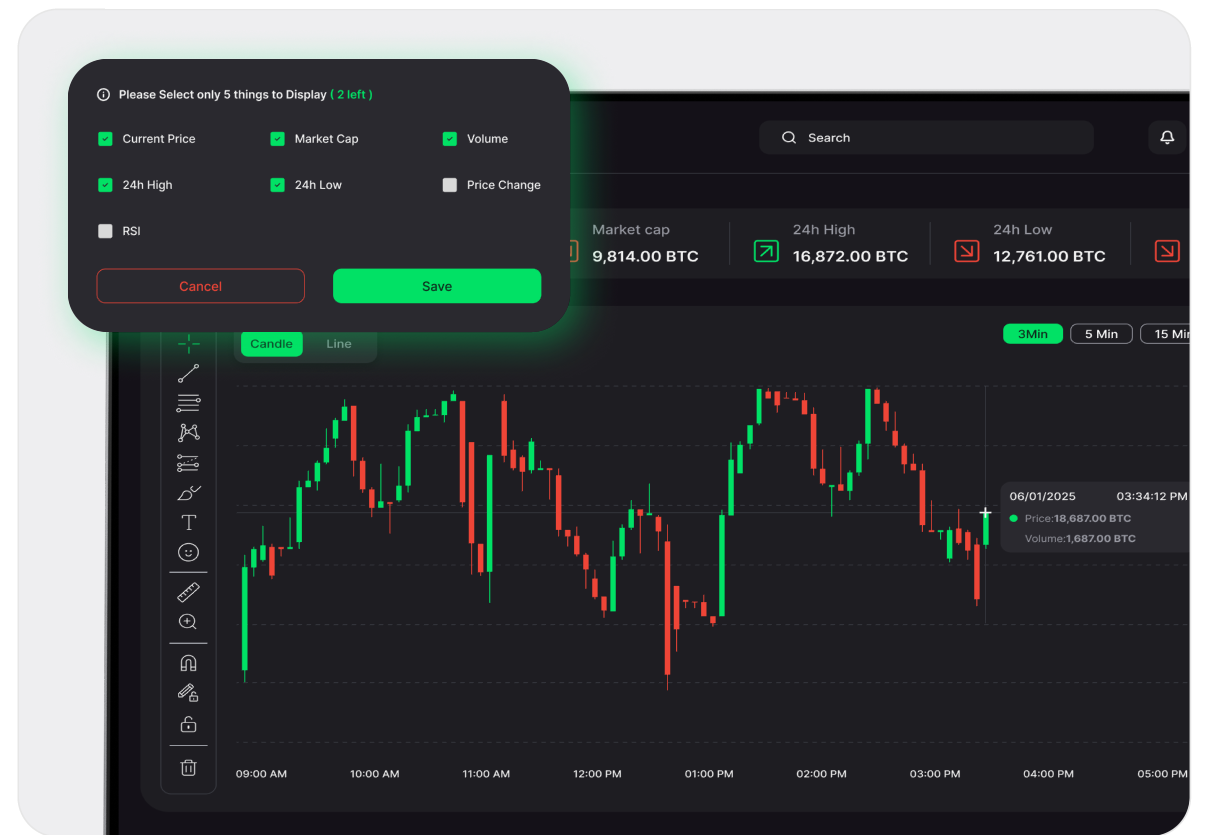 Please Select only 5 things to Display ( 2 left )
Current Price
Market Cap
Volume
24h High
24h Low
Price Change
RSI
Cancel
Save
Search
Market cap
9,814.00 BTC
24h High
16,872.00 BTC
24h Low
12,761.00 BTC
Candle
Line
3Min
5 Min
15 Min
T
06/01/2025 03:34:12 PM
Price:18,687.00 BTC
Volume:1,687.00 BTC
09:00 AM
10:00 AM
11:00 AM
12:00 PM
01:00 PM
02:00 PM
03:00 PM
04:00 PM
05:00 PM